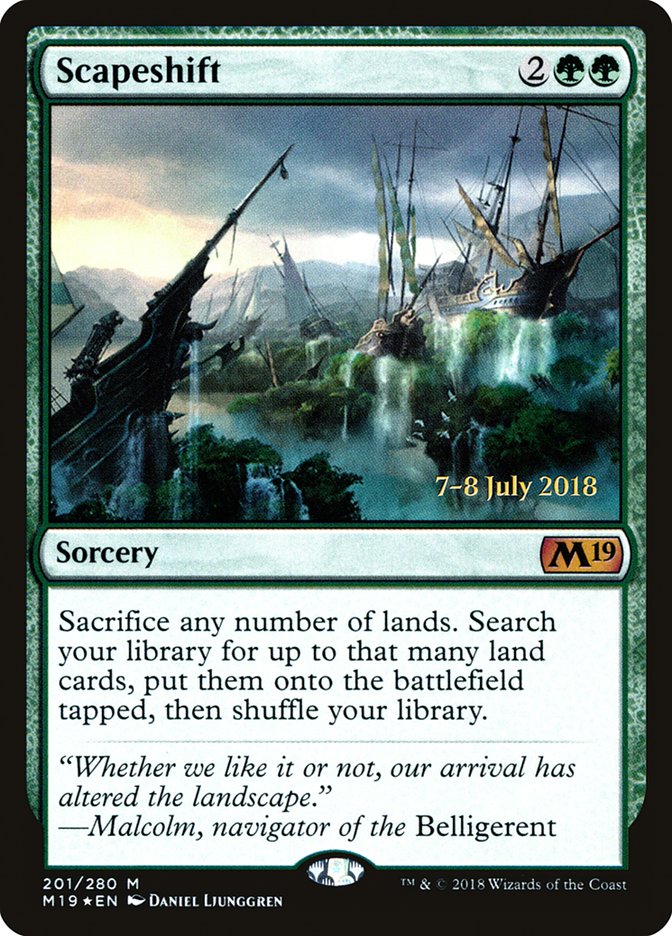 Scapeshift 2
7–8 July 2018
Sorcery M19
Sacrifice any number of lands. Search
your library for up to that many land
cards, put them onto the battlefield
tapped, then shuffle your library.
“Whether we like it or not, our arrival has
altered the landscape.”
—Malcolm, navigator of the Belligerent
201/280 M
M19★EN Daniel Ljunggren
™ & © 2018 Wizards of the Coast